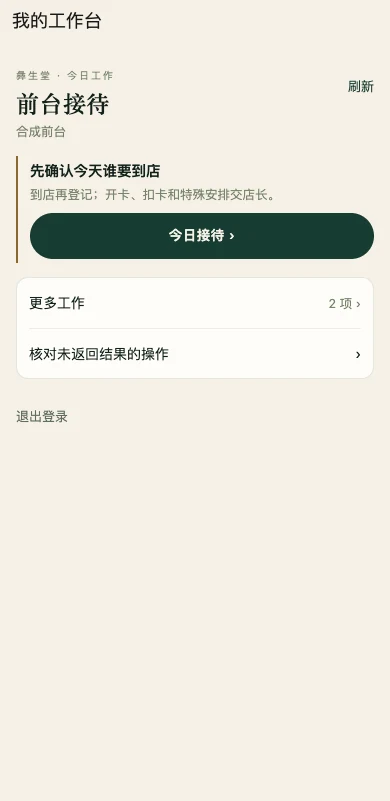 我的工作台
彝生堂 · 今日工作
前台接待
刷新
合成前台
先确认今天谁要到店
到店再登记；开卡、扣卡和特殊安排交店长。
今日接待 ›
更多工作
2 项 ›
核对未返回结果的操作
›
退出登录